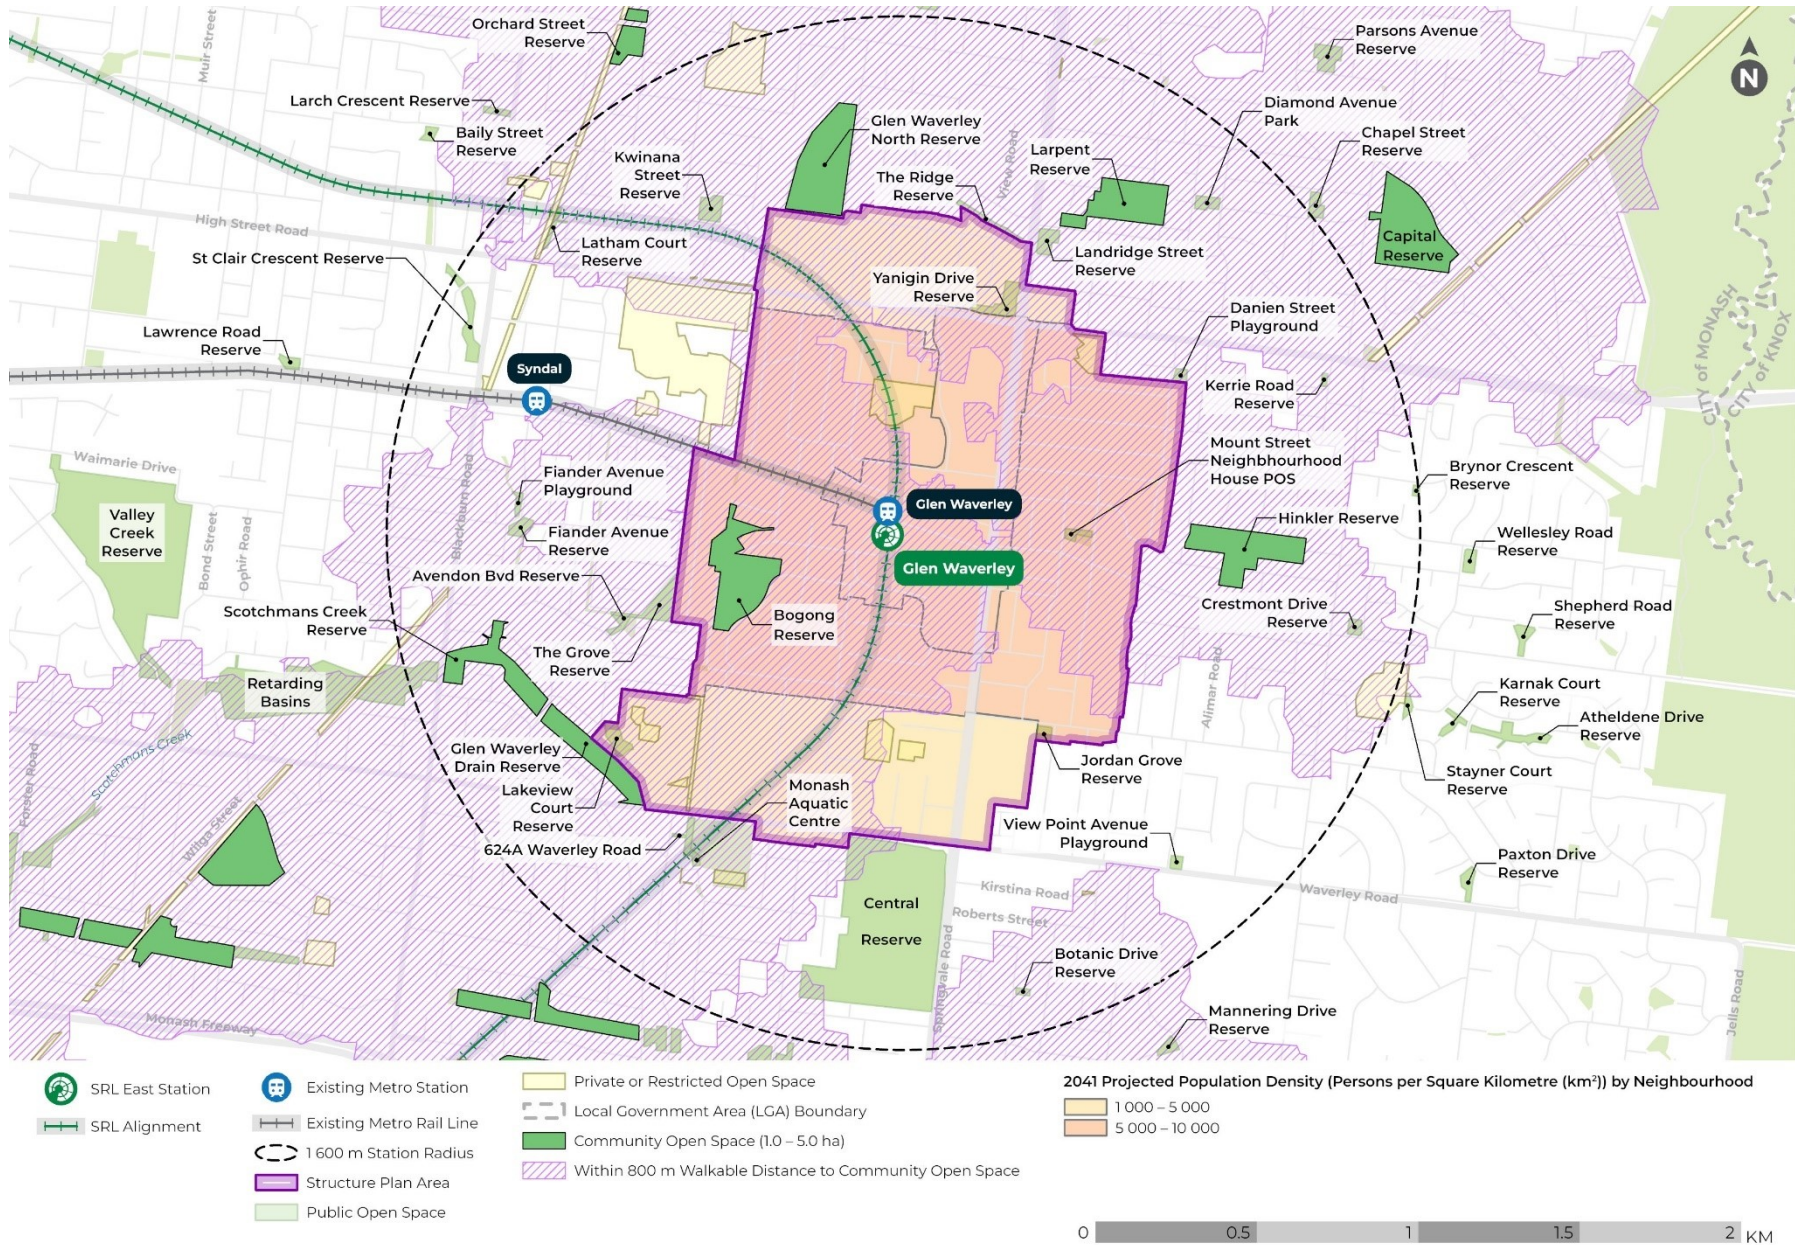 Orchard Street
Reserve
Muir Street
Parsons Avenue
Reserve
N
Larch Crescent Reserve
Baily Street
Reserve
Glen Waverley
North Reserve
Diamond Avenue
Park
Chapel Street
Reserve
Kwinana
Street
Reserve
Larpent
Reserve
View Road
The Ridge
Reserve
High Street Road
Latham Court
Reserve
St Clair Crescent Reserve
Landridge Street
Reserve
Capital
Reserve
Yanigin Drive
Reserve
Danien Street
Playground
CITY of MONASH
CITY of KNOX
Lawrence Road
Reserve
Syndal
Kerrie Road
Reserve
Waimarie Drive
Fiander Avenue
Playground
Mount Street
Neighbhourhood
House POS
Brynor Crescent
Reserve
Glen Waverley
Valley
Creek
Reserve
Bond Street
Ophir Road
Blackburn Road
Fiander Avenue
Reserve
Hinkler Reserve
Wellesley Road
Reserve
Glen Waverley
Avendon Bvd Reserve
Scotchmans Creek
Reserve
Bogong
Reserve
Crestmont Drive
Reserve
Shepherd Road
Reserve
The Grove
Reserve
Retarding
Basins
Alimar Road
Karnak Court
Reserve
Atheldene Drive
Reserve
Scotchmans Creek
Forster Road
Glen Waverley
Drain Reserve
Jordan Grove
Reserve
Stayner Court
Reserve
Lakeview
Court
Reserve
Monash
Aquatic
Centre
Wilga Street
624A Waverley Road
View Point Avenue
Playground
Paxton Drive
Reserve
Central
Reserve
Kirstina Road
Waverley Road
Roberts Street
Springvale Road
Botanic Drive
Reserve
Monash Freeway
Mannering Drive
Reserve
Jells Road
SRL East Station
SRL Alignment
Existing Metro Station
Existing Metro Rail Line
1 600 m Station Radius
Structure Plan Area
Public Open Space
Private or Restricted Open Space
Local Government Area (LGA) Boundary
Community Open Space (1.0 – 5.0 ha)
Within 800 m Walkable Distance to Community Open Space
2041 Projected Population Density (Persons per Square Kilometre (km²)) by Neighbourhood
1 000 – 5 000
5 000 – 10 000
0 0.5 1 1.5 2 KM